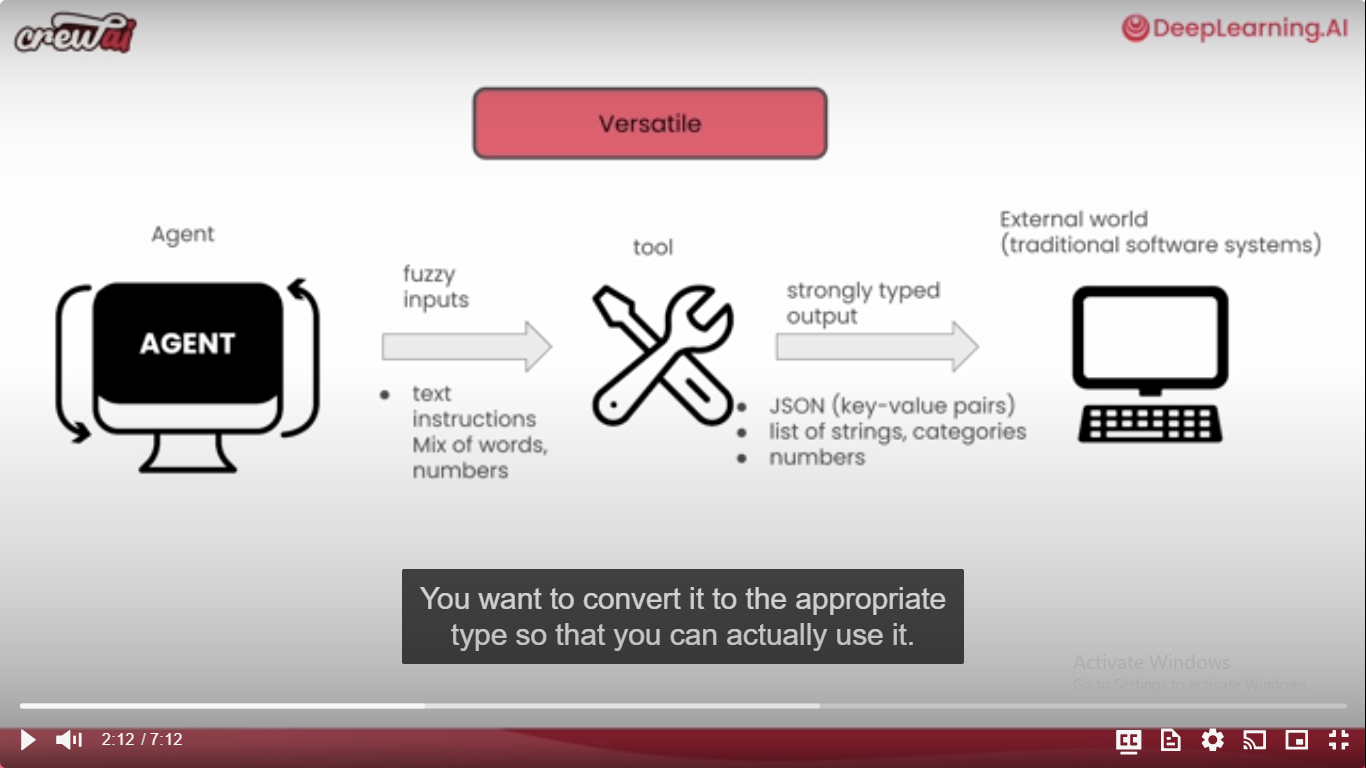 crewai
DeepLearning.AI
Versatile
Agent
AGENT
fuzzy
inputs
• text
instructions
Mix of words,
numbers
tool
strongly typed
output
• JSON (key-value pairs)
• list of strings, categories
• numbers
External world
(traditional software systems)
You want to convert it to the appropriate
type so that you can actually use it.
Activate Windows
Go to Settings to activate Windows.
2:12 / 7:12
CC